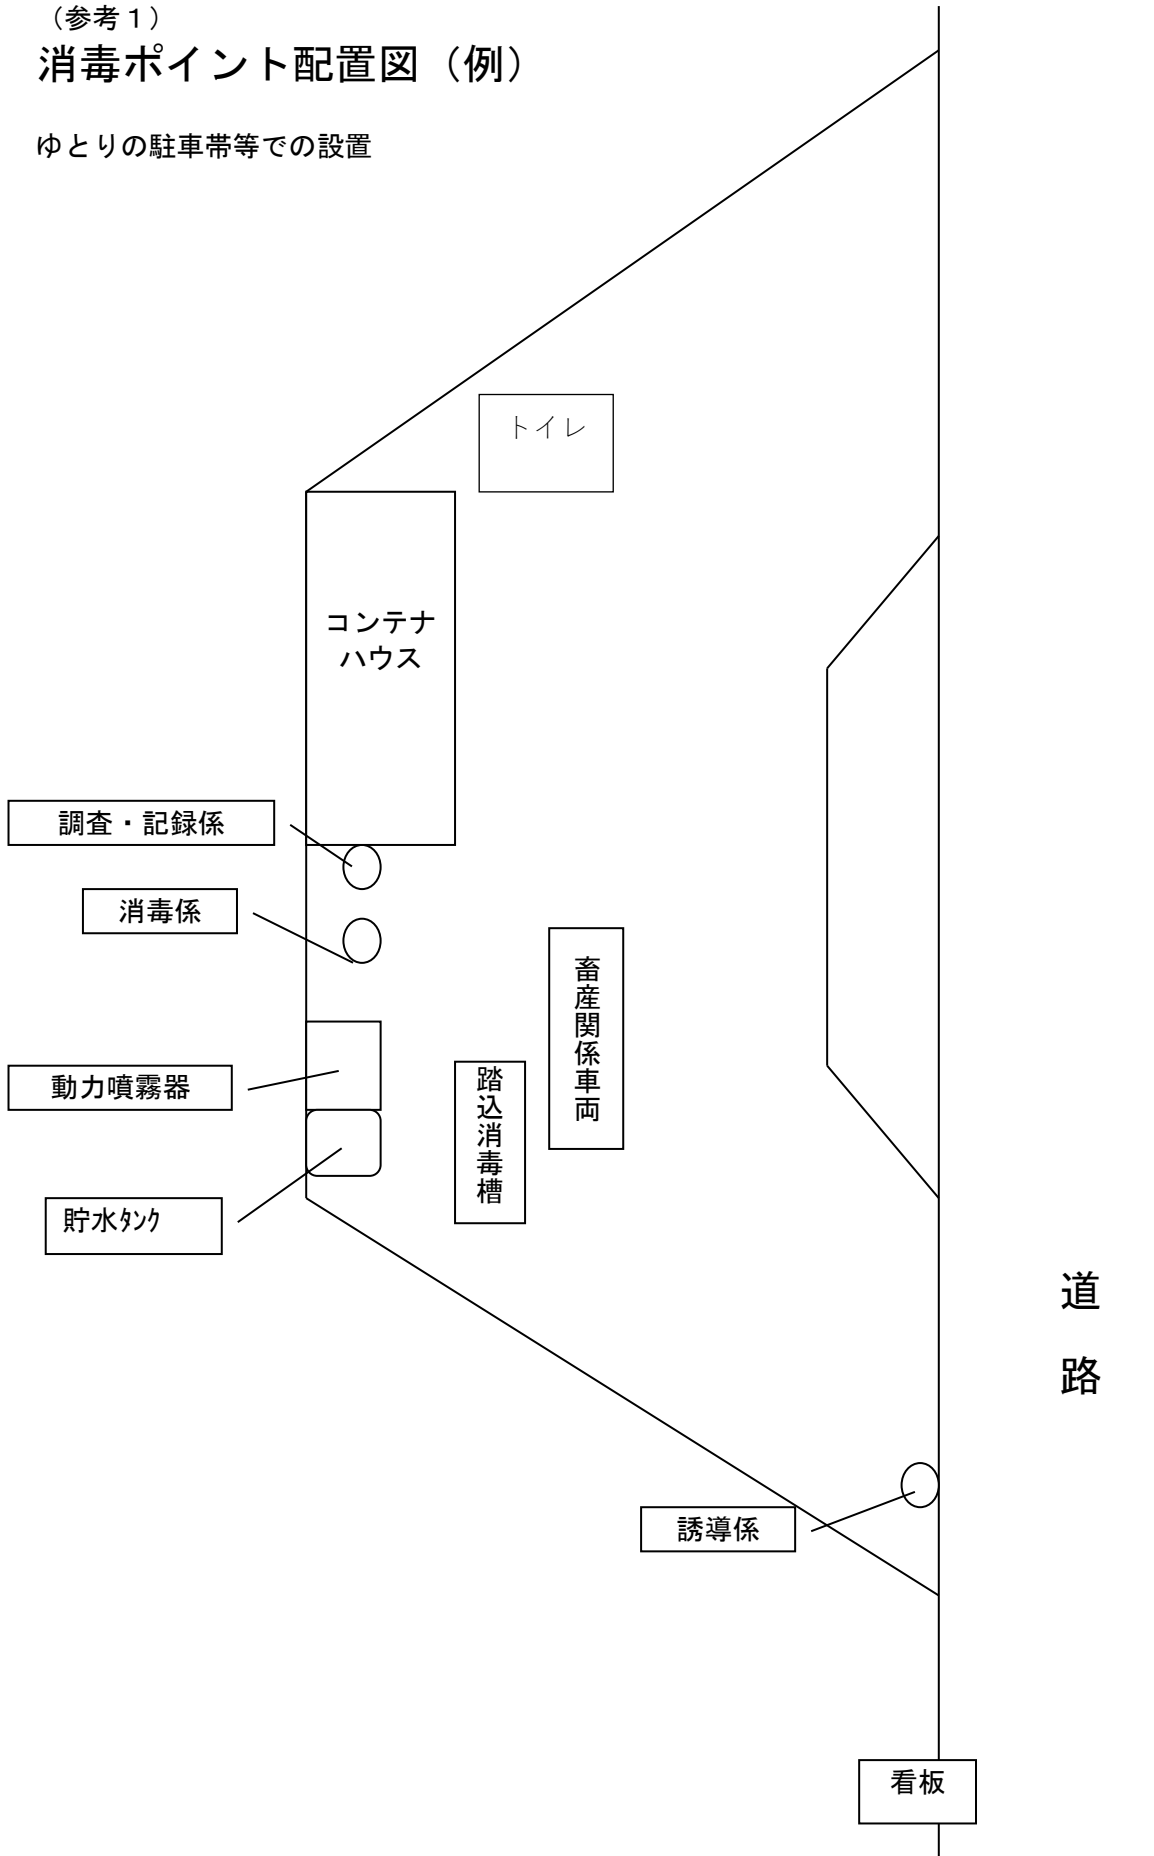 （参考１）
消毒ポイント配置図（例）
ゆとりの駐車帯等での設置
トイレ
コンテナ
ハウス
調査・記録係
消毒係
畜産関係車両
動力噴霧器
踏込消毒槽
貯水ﾀﾝｸ
道路
誘導係
看板